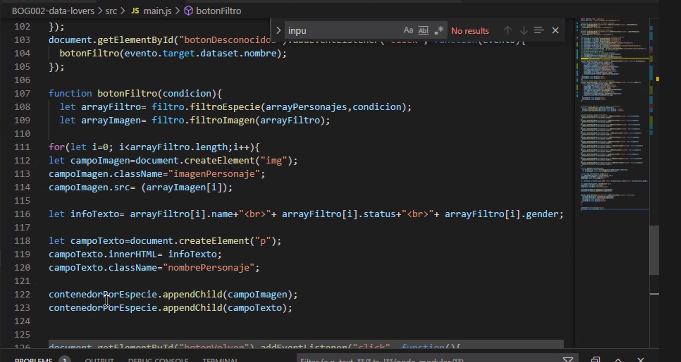 BOG002-data-lovers > src > JS main.js > botonFiltro
inpu Aa Ab .* No results
102 });
103 document.getElementById("botonDesconocido"
104 botonFiltro(evento.target.dataset.nombre);
105 });
106
107 function botonFiltro(condicion){
108 let arrayFiltro= filtro.filtroEspecie(arrayPersonajes,condicion);
109 let arrayImagen= filtro.filtroImagen(arrayFiltro);
110
111 for(let i=0; i<arrayFiltro.length;i++){
112 let campoImagen=document.createElement("img");
113 campoImagen.className="imagenPersonaje";
114 campoImagen.src= (arrayImagen[i]);
115
116 let infoTexto= arrayFiltro[i].name+"<br>"+ arrayFiltro[i].status+"<br>"+ arrayFiltro[i].gender;
117
118 let campoTexto=document.createElement("p");
119 campoTexto.innerHTML= infoTexto;
120 campoTexto.className="nombrePersonaje";
121
122 contenedorPorEspecie.appendChild(campoImagen);
123 contenedorPorEspecie.appendChild(campoTexto);
124
125
126 document.getElementById("botonVolver").addEventListener("click", function(){
PROBLEMS 1 OUTPUT DEBUG CONSOLE TERMINAL